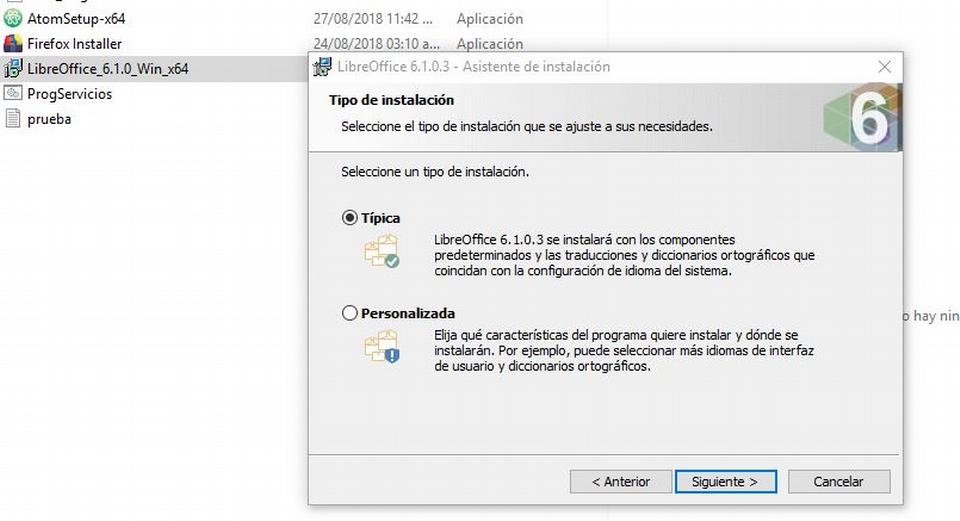 AtomSetup-x64 27/08/2018 11:42 ... Aplicación
Firefox Installer 24/08/2018 03:10 a... Aplicación
LibreOffice_6.1.0_Win_x64
ProgServicios
prueba
LibreOffice 6.1.0.3 - Asistente de instalación
Tipo de instalación
Seleccione el tipo de instalación que se ajuste a sus necesidades.
6
Seleccione un tipo de instalación.
Típica
LibreOffice 6.1.0.3 se instalará con los componentes
predeterminados y las traducciones y diccionarios ortográficos que
coincidan con la configuración de idioma del sistema.
Personalizada
o hay nin
Elija qué características del programa quiere instalar y dónde se
instalarán. Por ejemplo, puede seleccionar más idiomas de interfaz
de usuario y diccionarios ortográficos.
< Anterior Siguiente > Cancelar